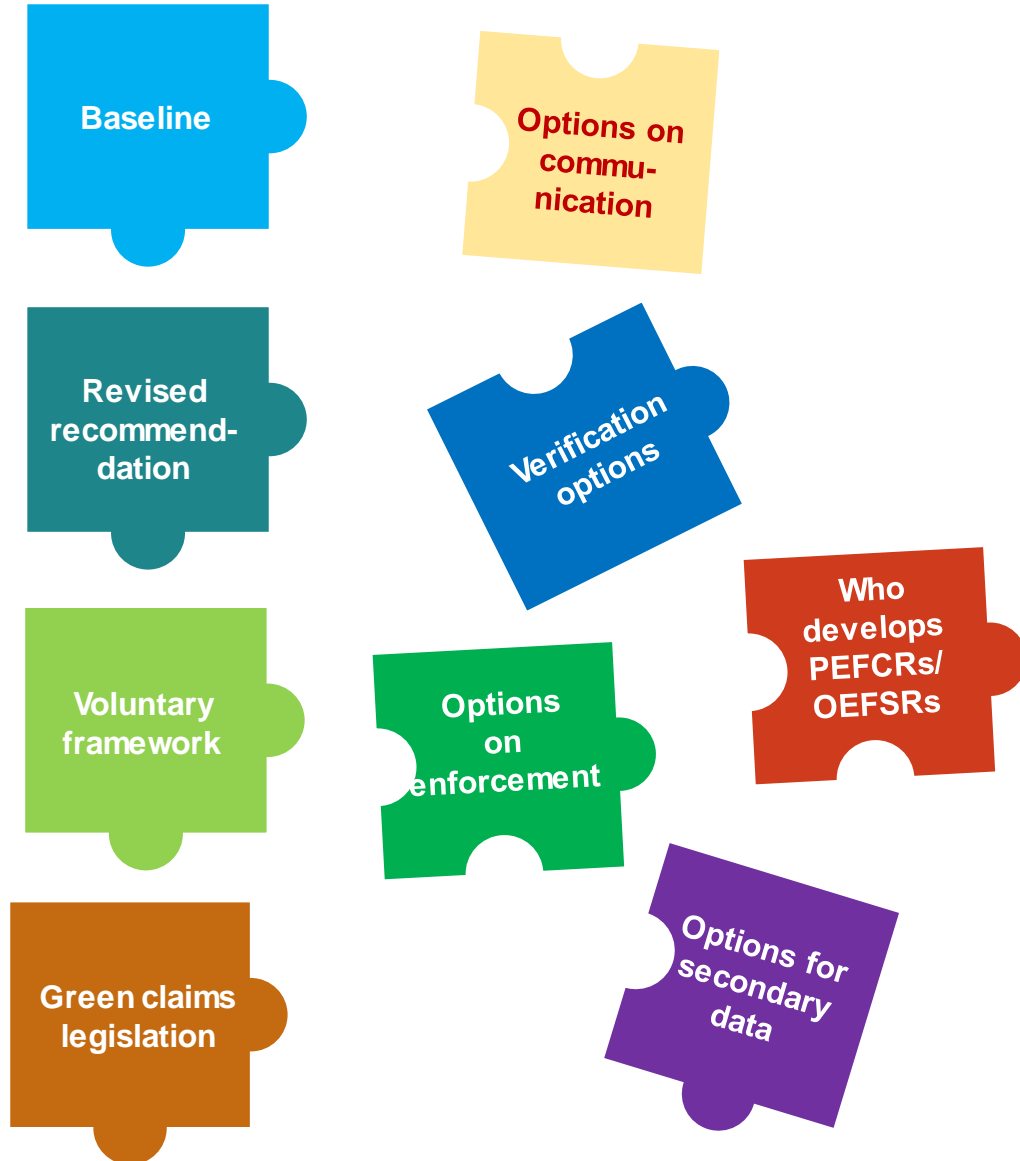 Baseline
Options on
commu-
nication
Revised
recommend-
dation
Verification
options
Who
develops
PEFCRs/
OEFSRs
Voluntary
framework
Options
on
enforcement
Options for
secondary
data
Green claims
legislation